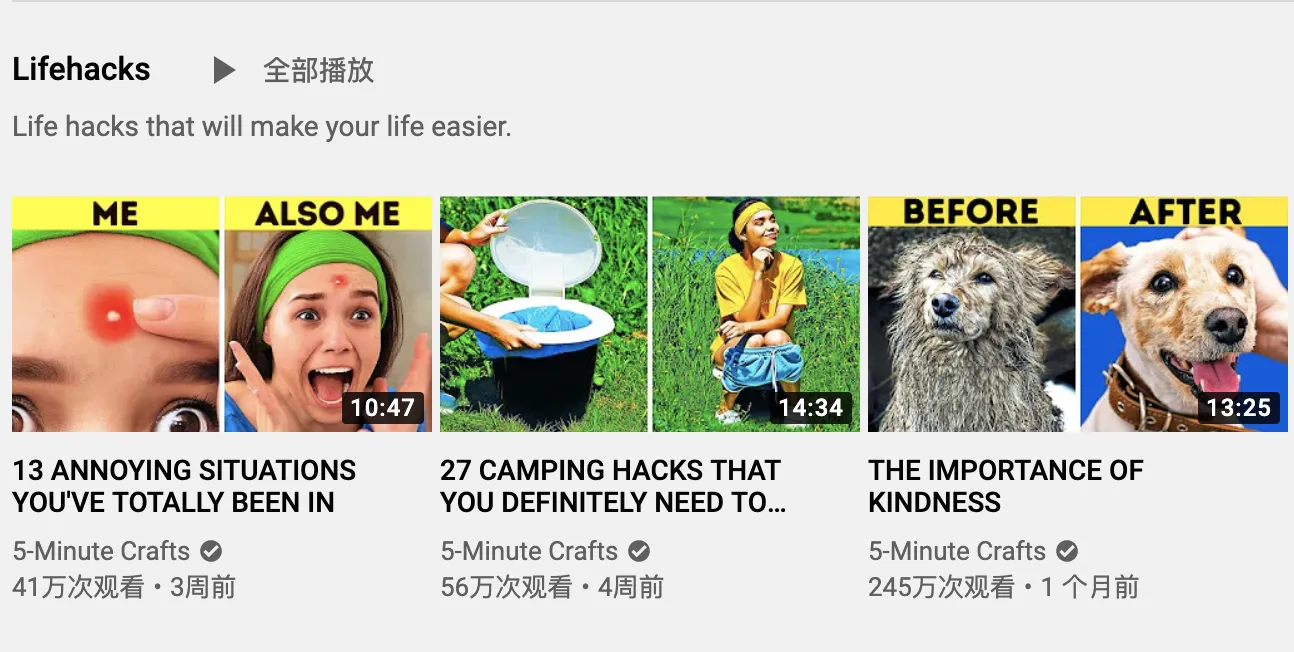 Lifehacks ▶ 全部播放
Life hacks that will make your life easier.
ME ALSO ME
BEFORE AFTER
10:47 14:34 13:25
13 ANNOYING SITUATIONS
YOU'VE TOTALLY BEEN IN
5-Minute Crafts
41万次观看 • 3周前
27 CAMPING HACKS THAT
YOU DEFINITELY NEED TO...
5-Minute Crafts
56万次观看 • 4周前
THE IMPORTANCE OF
KINDNESS
5-Minute Crafts
245万次观看 • 1 个月前